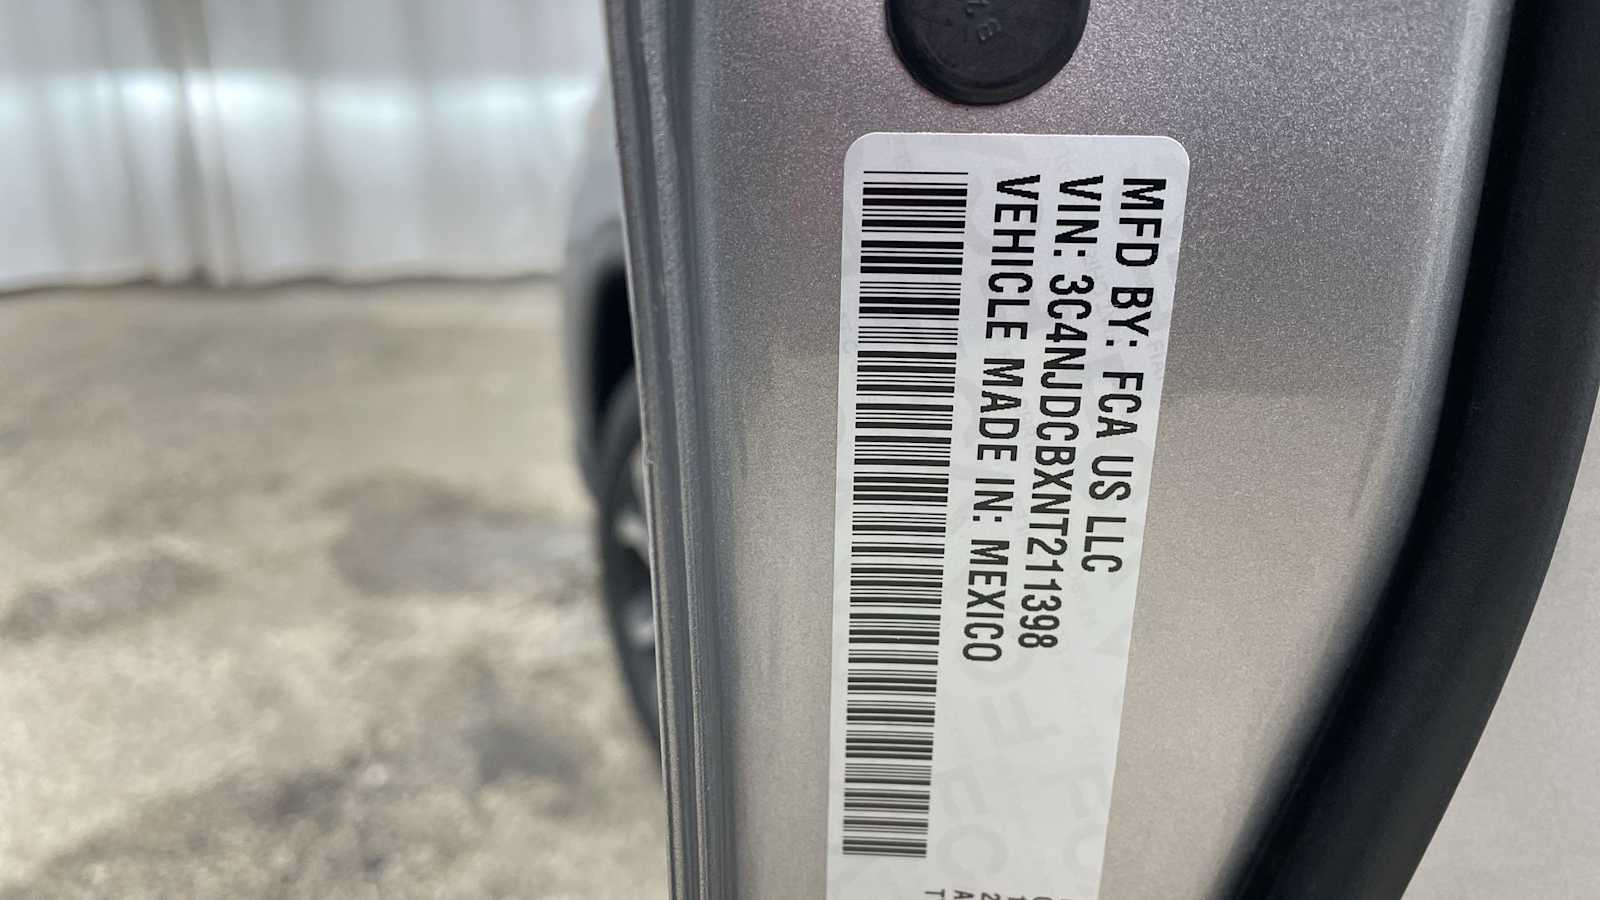 MFD BY: FCA US LLC
VIN: 3C4NJDCBXNT211398
VEHICLE MADE IN: MEXICO